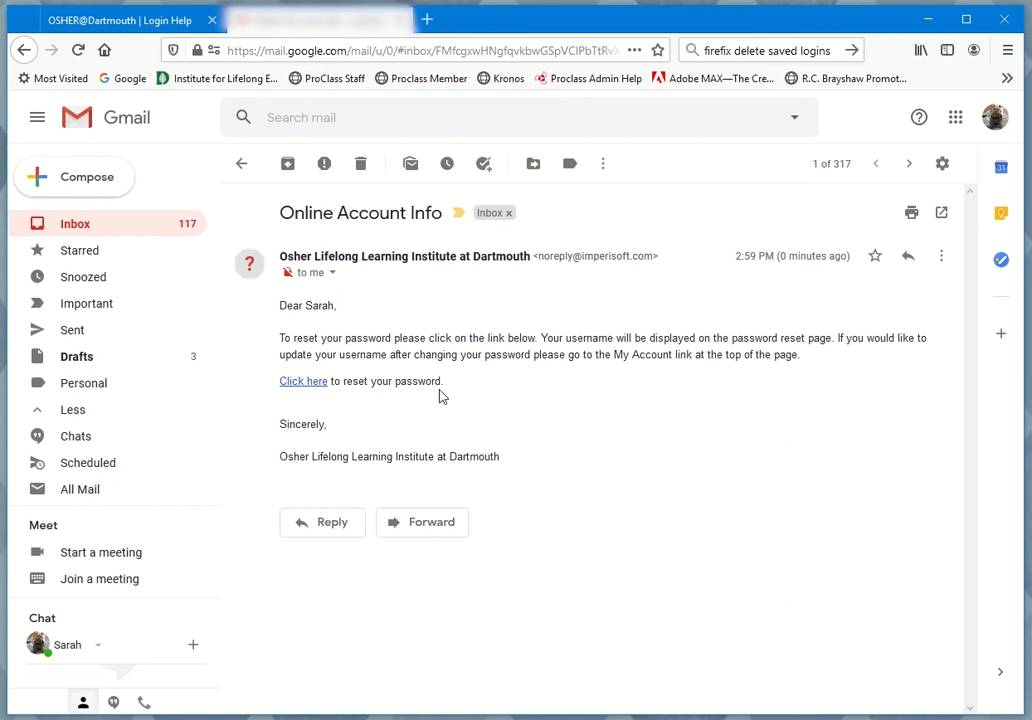 OSHER@Dartmouth | Login Help
https://mail.google.com/mail/u/0/#inbox/FMfcgxwHNgfqvkbwGSpVClPbTtRvX
firefix delete saved logins
Most Visited Google Institute for Lifelong E... ProClass Staff ProClass Member Kronos Proclass Admin Help Adobe MAX—The Cre... R.C. Brayshaw Promot...
Gmail
Search mail
Compose
1 of 317
Inbox 117
Starred
Snoozed
Important
Sent
Drafts 3
Personal
Less
Chats
Scheduled
All Mail
Meet
Start a meeting
Join a meeting
Chat
Sarah
Online Account Info Inbox x
Osher Lifelong Learning Institute at Dartmouth <noreply@imperisoft.com> 2:59 PM (0 minutes ago)
to me
Dear Sarah,
To reset your password please click on the link below. Your username will be displayed on the password reset page. If you would like to
update your username after changing your password please go to the My Account link at the top of the page.
Click here to reset your password.
Sincerely,
Osher Lifelong Learning Institute at Dartmouth
Reply Forward
31